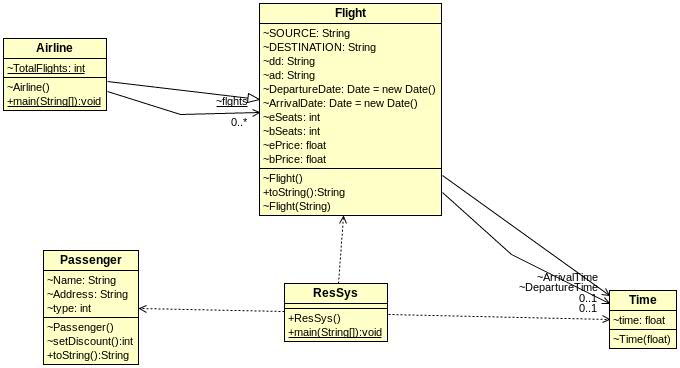 Flight
~SOURCE: String
~DESTINATION: String
~dd: String
~ad: String
~DepartureDate: Date = new Date()
~ArrivalDate: Date = new Date()
~eSeats: int
~bSeats: int
~ePrice: float
~bPrice: float
~Flight()
+toString():String
~Flight(String)
Airline
~TotalFlights: int
~Airline()
+main(String[]):void
~flghts
0..*
Passenger
~Name: String
~Address: String
~type: int
~Passenger()
~setDiscount():int
+toString():String
ResSys
+ResSys()
+main(String[]):void
~ArrivalTime
~DepartureTime
0..1
0..1
Time
~time: float
~Time(float)